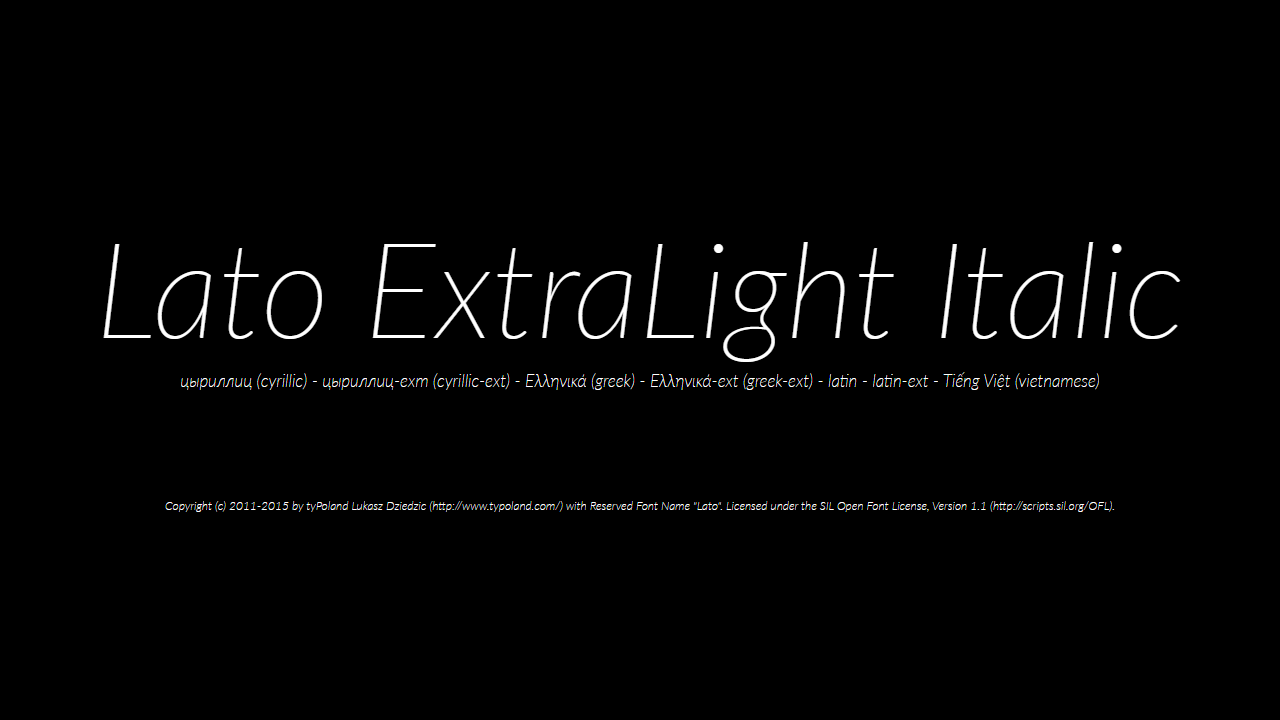 Lato ExtraLight Italic
цыриллиц (cyrillic) - цыриллиц-ехт (cyrillic-ext) - Ελληνικά (greek) - Ελληνικά-ext (greek-ext) - latin - latin-ext - Tiếng Việt (vietnamese)
Copyright (c) 2011-2015 by tyPoland Lukasz Dziedzic (http://www.typoland.com/) with Reserved Font Name "Lato". Licensed under the SIL Open Font License, Version 1.1 (http://scripts.sil.org/OFL).